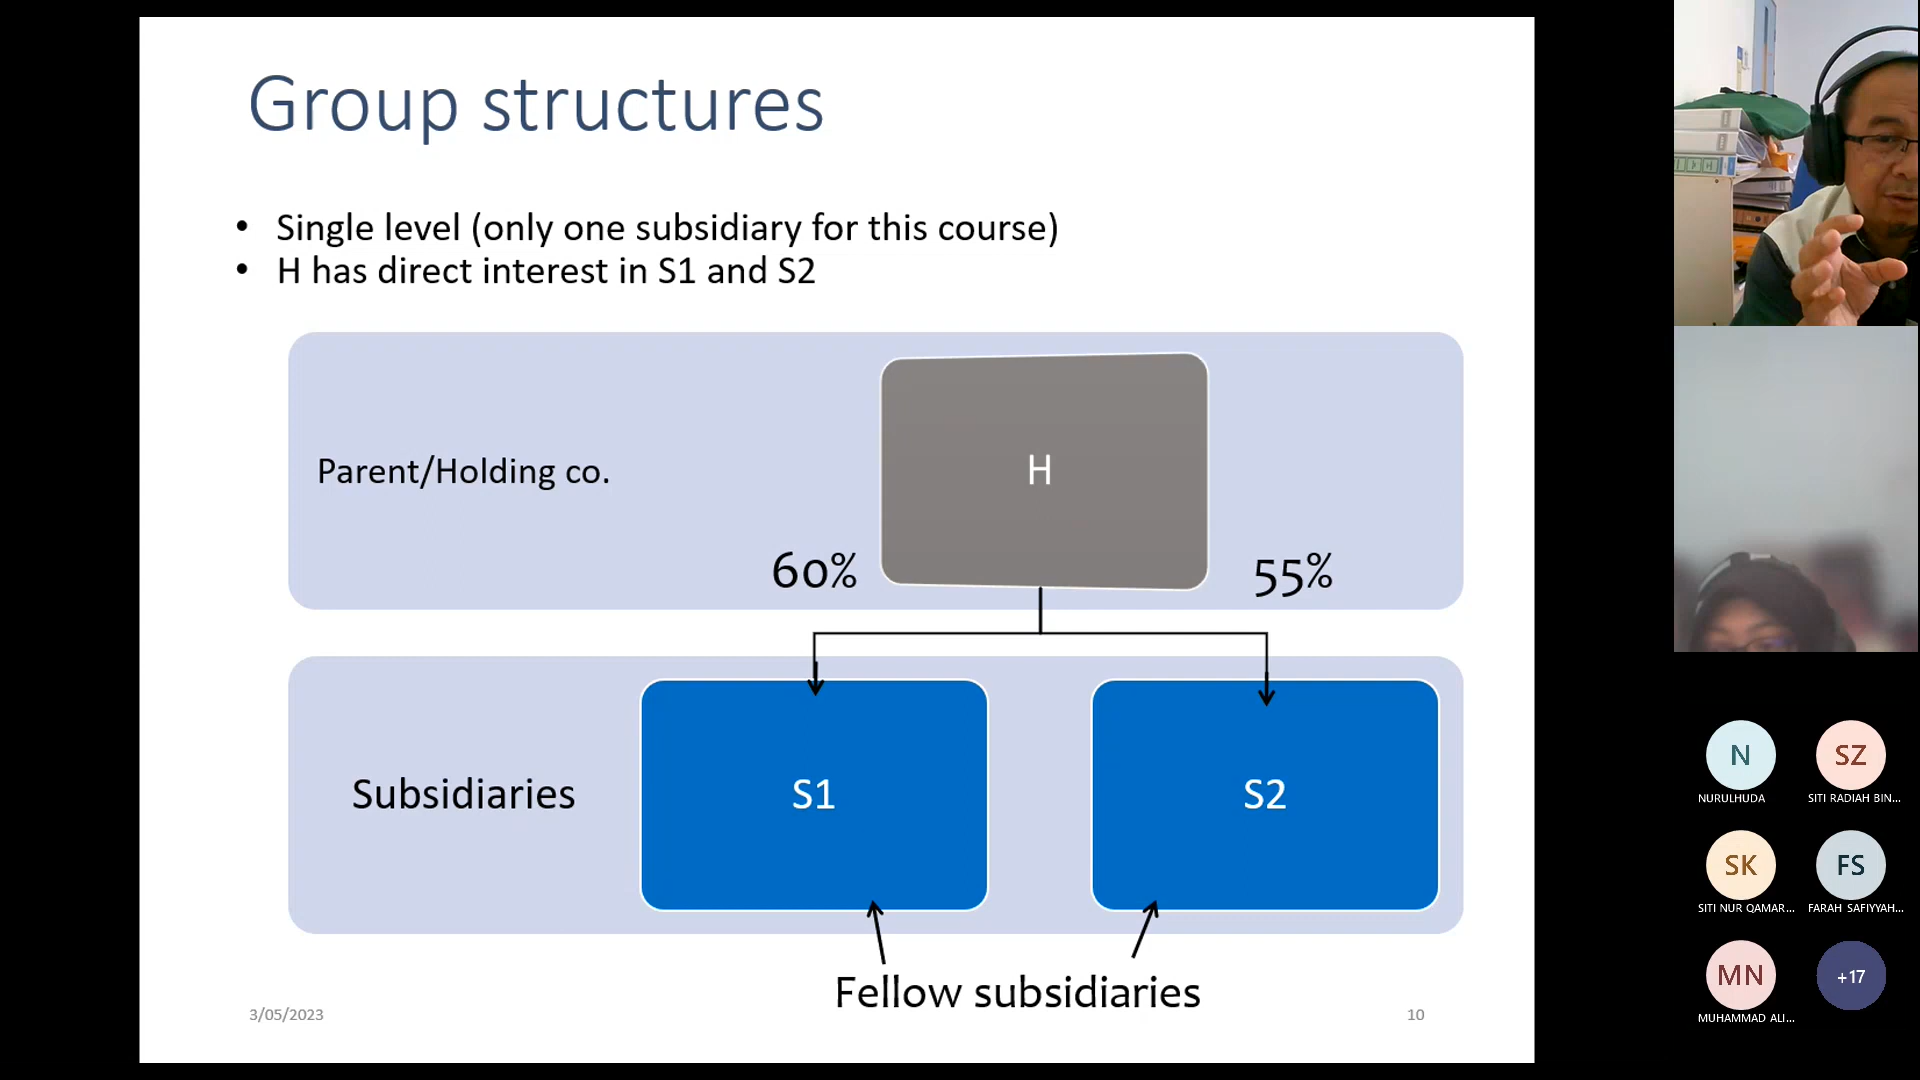 Group structures
• Single level (only one subsidiary for this course)
• H has direct interest in S1 and S2
Parent/Holding co.
H
60%
55%
Subsidiaries
S1
S2
Fellow subsidiaries
3/05/2023
10
N
SZ
NURULHUDA
SITI RADIAH BIN...
SK
FS
SITI NUR QAMAR...
FARAH SAFIYYAH...
MN
+17
MUHAMMAD ALI...